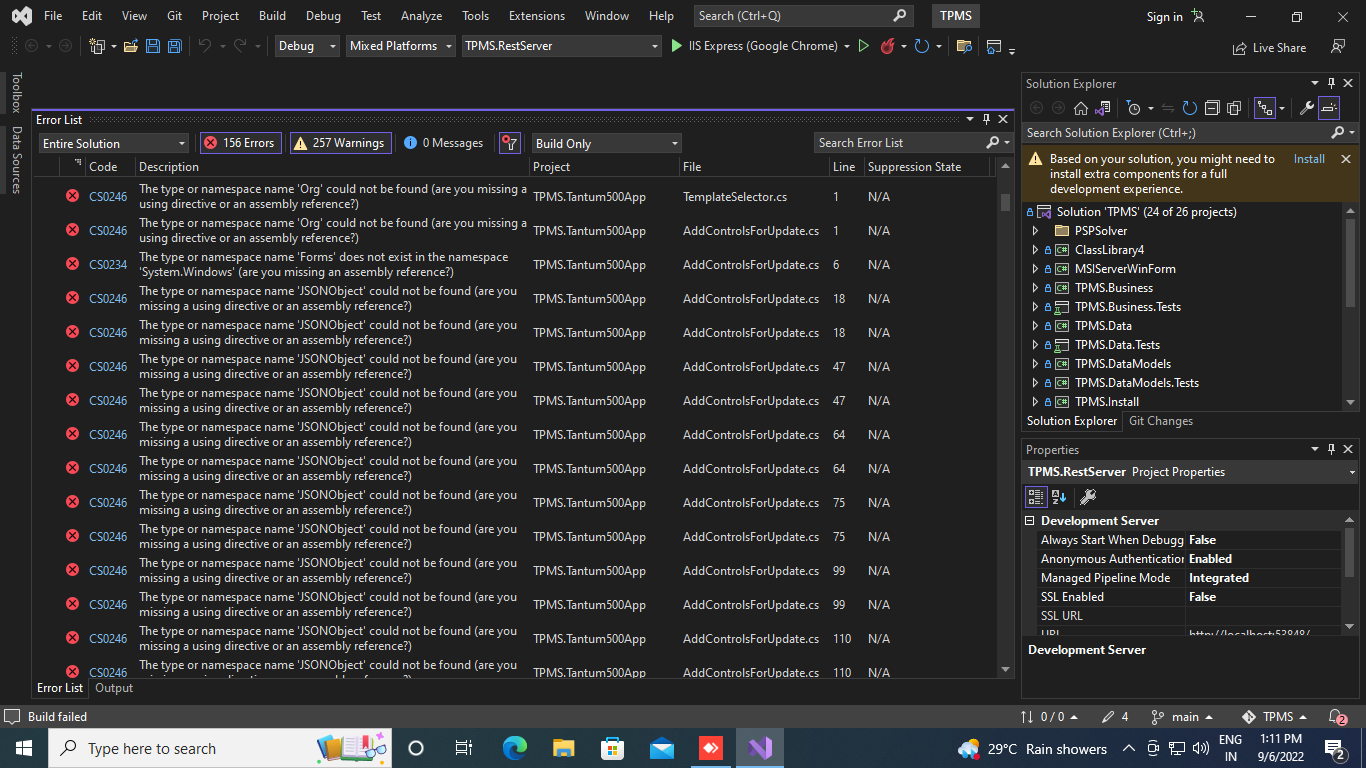 File Edit View Git Project Build Debug Test Analyze Tools Extensions Window Help Search (Ctrl+Q) TPMS Sign in
Debug Mixed Platforms TPMS.RestServer IIS Express (Google Chrome) Live Share
Toolbox
Data Sources
Error List
Entire Solution 156 Errors 257 Warnings 0 Messages Build Only Search Error List
Code Description Project File Line Suppression State
CS0246 The type or namespace name 'Org' could not be found (are you missing a
using directive or an assembly reference?) TPMS.Tantum500App TemplateSelector.cs 1 N/A
CS0246 The type or namespace name 'Org' could not be found (are you missing a
using directive or an assembly reference?) TPMS.Tantum500App AddControlsForUpdate.cs 1 N/A
CS0234 The type or namespace name 'Forms' does not exist in the namespace
'System.Windows' (are you missing an assembly reference?) TPMS.Tantum500App AddControlsForUpdate.cs 6 N/A
CS0246 The type or namespace name 'JSONObject' could not be found (are you
missing a using directive or an assembly reference?) TPMS.Tantum500App AddControlsForUpdate.cs 18 N/A
CS0246 The type or namespace name 'JSONObject' could not be found (are you
missing a using directive or an assembly reference?) TPMS.Tantum500App AddControlsForUpdate.cs 18 N/A
CS0246 The type or namespace name 'JSONObject' could not be found (are you
missing a using directive or an assembly reference?) TPMS.Tantum500App AddControlsForUpdate.cs 47 N/A
CS0246 The type or namespace name 'JSONObject' could not be found (are you
missing a using directive or an assembly reference?) TPMS.Tantum500App AddControlsForUpdate.cs 47 N/A
CS0246 The type or namespace name 'JSONObject' could not be found (are you
missing a using directive or an assembly reference?) TPMS.Tantum500App AddControlsForUpdate.cs 64 N/A
CS0246 The type or namespace name 'JSONObject' could not be found (are you
missing a using directive or an assembly reference?) TPMS.Tantum500App AddControlsForUpdate.cs 64 N/A
CS0246 The type or namespace name 'JSONObject' could not be found (are you
missing a using directive or an assembly reference?) TPMS.Tantum500App AddControlsForUpdate.cs 75 N/A
CS0246 The type or namespace name 'JSONObject' could not be found (are you
missing a using directive or an assembly reference?) TPMS.Tantum500App AddControlsForUpdate.cs 75 N/A
CS0246 The type or namespace name 'JSONObject' could not be found (are you
missing a using directive or an assembly reference?) TPMS.Tantum500App AddControlsForUpdate.cs 99 N/A
CS0246 The type or namespace name 'JSONObject' could not be found (are you
missing a using directive or an assembly reference?) TPMS.Tantum500App AddControlsForUpdate.cs 99 N/A
CS0246 The type or namespace name 'JSONObject' could not be found (are you
missing a using directive or an assembly reference?) TPMS.Tantum500App AddControlsForUpdate.cs 110 N/A
CS0246 The type or namespace name 'JSONObject' could not be found (are you
TPMS.Tantum500App AddControlsForUpdate.cs 110 N/A
Error List Output
Solution Explorer
Search Solution Explorer (Ctrl+;)
Based on your solution, you might need to Install
install extra components for a full
development experience.
Solution 'TPMS' (24 of 26 projects)
PSPSolver
C# ClassLibrary4
C# MSIServerWinForm
C# TPMS.Business
TPMS.Business.Tests
C# TPMS.Data
TPMS.Data.Tests
C# TPMS.DataModels
C# TPMS.DataModels.Tests
C# TPMS.Install
Solution Explorer Git Changes
Properties
TPMS.RestServer Project Properties
Development Server
Always Start When Debugg False
Anonymous Authentication Enabled
Managed Pipeline Mode Integrated
SSL Enabled False
SSL URL
URL http://localhost:53848/
Development Server
Build failed 0 / 0 4 main TPMS 2
Type here to search 29°C Rain showers ENG
IN 1:11 PM
9/6/2022 2